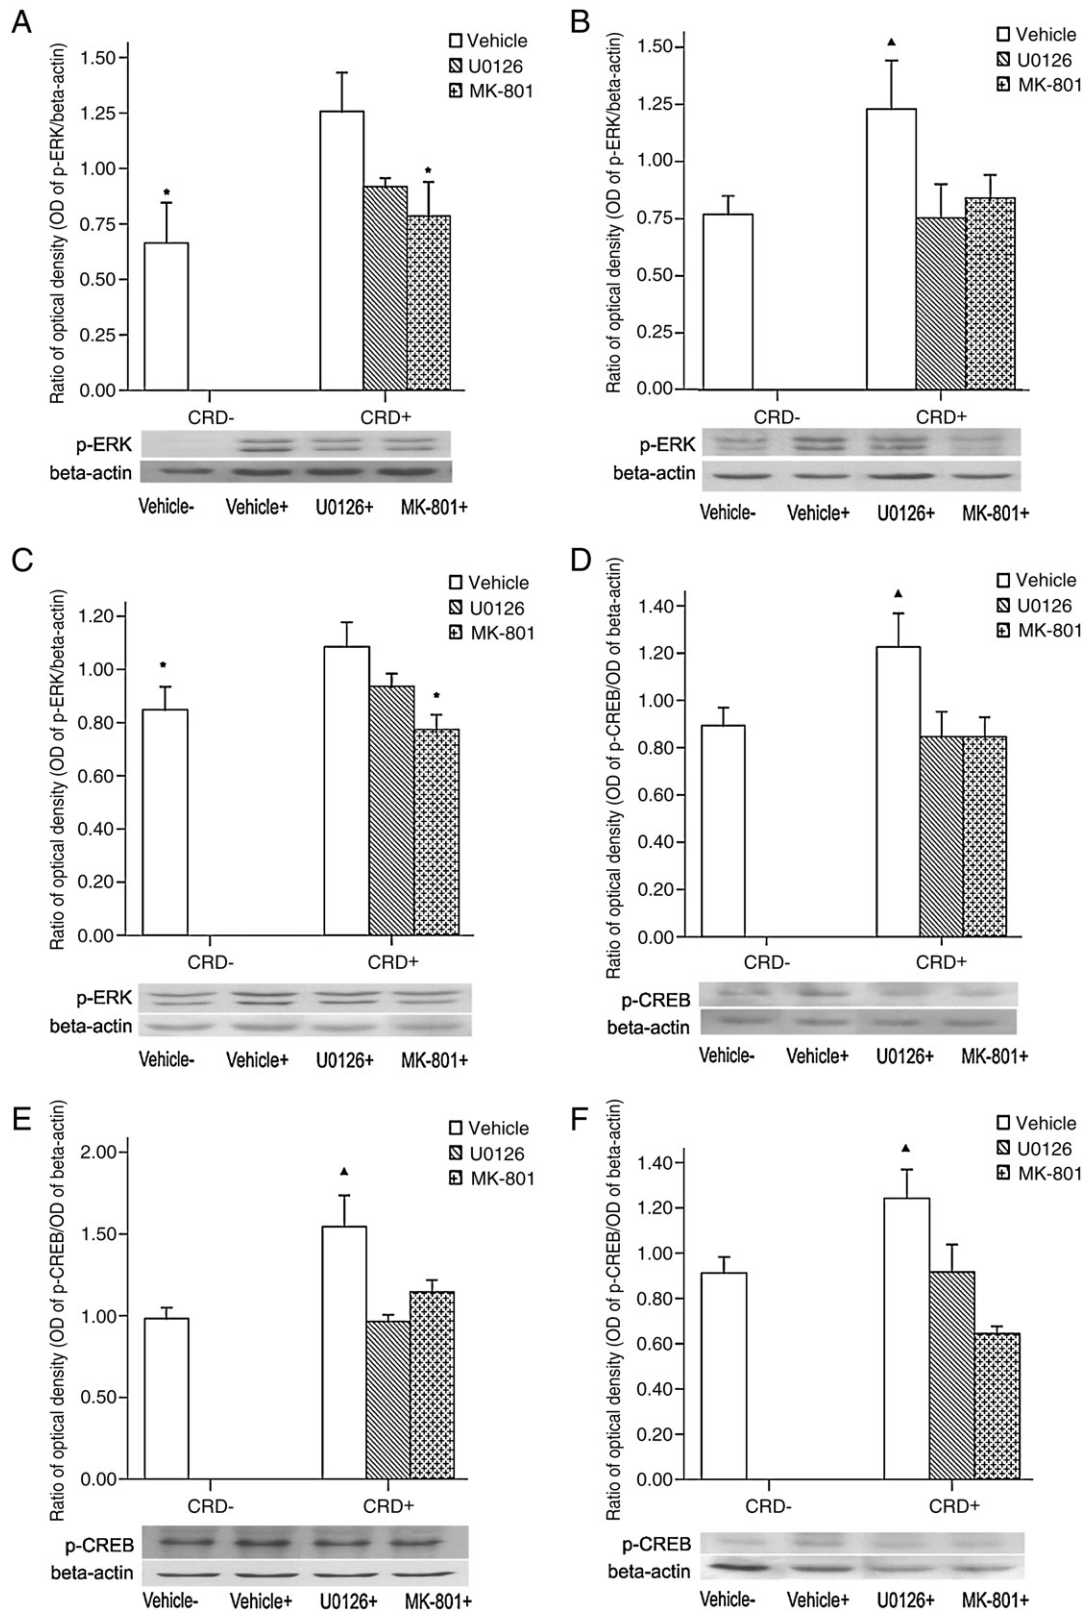 A
Ratio of optical density (OD of p-ERK/beta-actin)
Vehicle
U0126
MK-801
1.50
1.25
1.00
0.75
0.50
0.25
0.00
*
*
CRD-
CRD+
p-ERK
beta-actin
Vehicle- Vehicle+ U0126+ MK-801+
B
Ratio of optical density (OD of p-ERK/beta-actin)
Vehicle
U0126
MK-801
1.50
1.25
1.00
0.75
0.50
0.25
0.00
▲
CRD-
CRD+
p-ERK
beta-actin
Vehicle- Vehicle+ U0126+ MK-801+
C
Ratio of optical density (OD of p-ERK/beta-actin)
Vehicle
U0126
MK-801
1.20
1.00
0.80
0.60
0.40
0.20
0.00
*
*
CRD-
CRD+
p-ERK
beta-actin
Vehicle- Vehicle+ U0126+ MK-801+
D
Ratio of optical density (OD of p-CREB/OD of beta-actin)
Vehicle
U0126
MK-801
1.40
1.20
1.00
0.80
0.60
0.40
0.20
0.00
▲
CRD-
CRD+
p-CREB
beta-actin
Vehicle- Vehicle+ U0126+ MK-801+
E
Ratio of optical density (OD of p-CREB/OD of beta-actin)
Vehicle
U0126
MK-801
2.00
1.50
1.00
0.50
0.00
▲
CRD-
CRD+
p-CREB
beta-actin
Vehicle- Vehicle+ U0126+ MK-801+
F
Ratio of optical density (OD of p-CREB/OD of beta-actin)
Vehicle
U0126
MK-801
1.40
1.20
1.00
0.80
0.60
0.40
0.20
0.00
▲
CRD-
CRD+
p-CREB
beta-actin
Vehicle- Vehicle+ U0126+ MK-801+